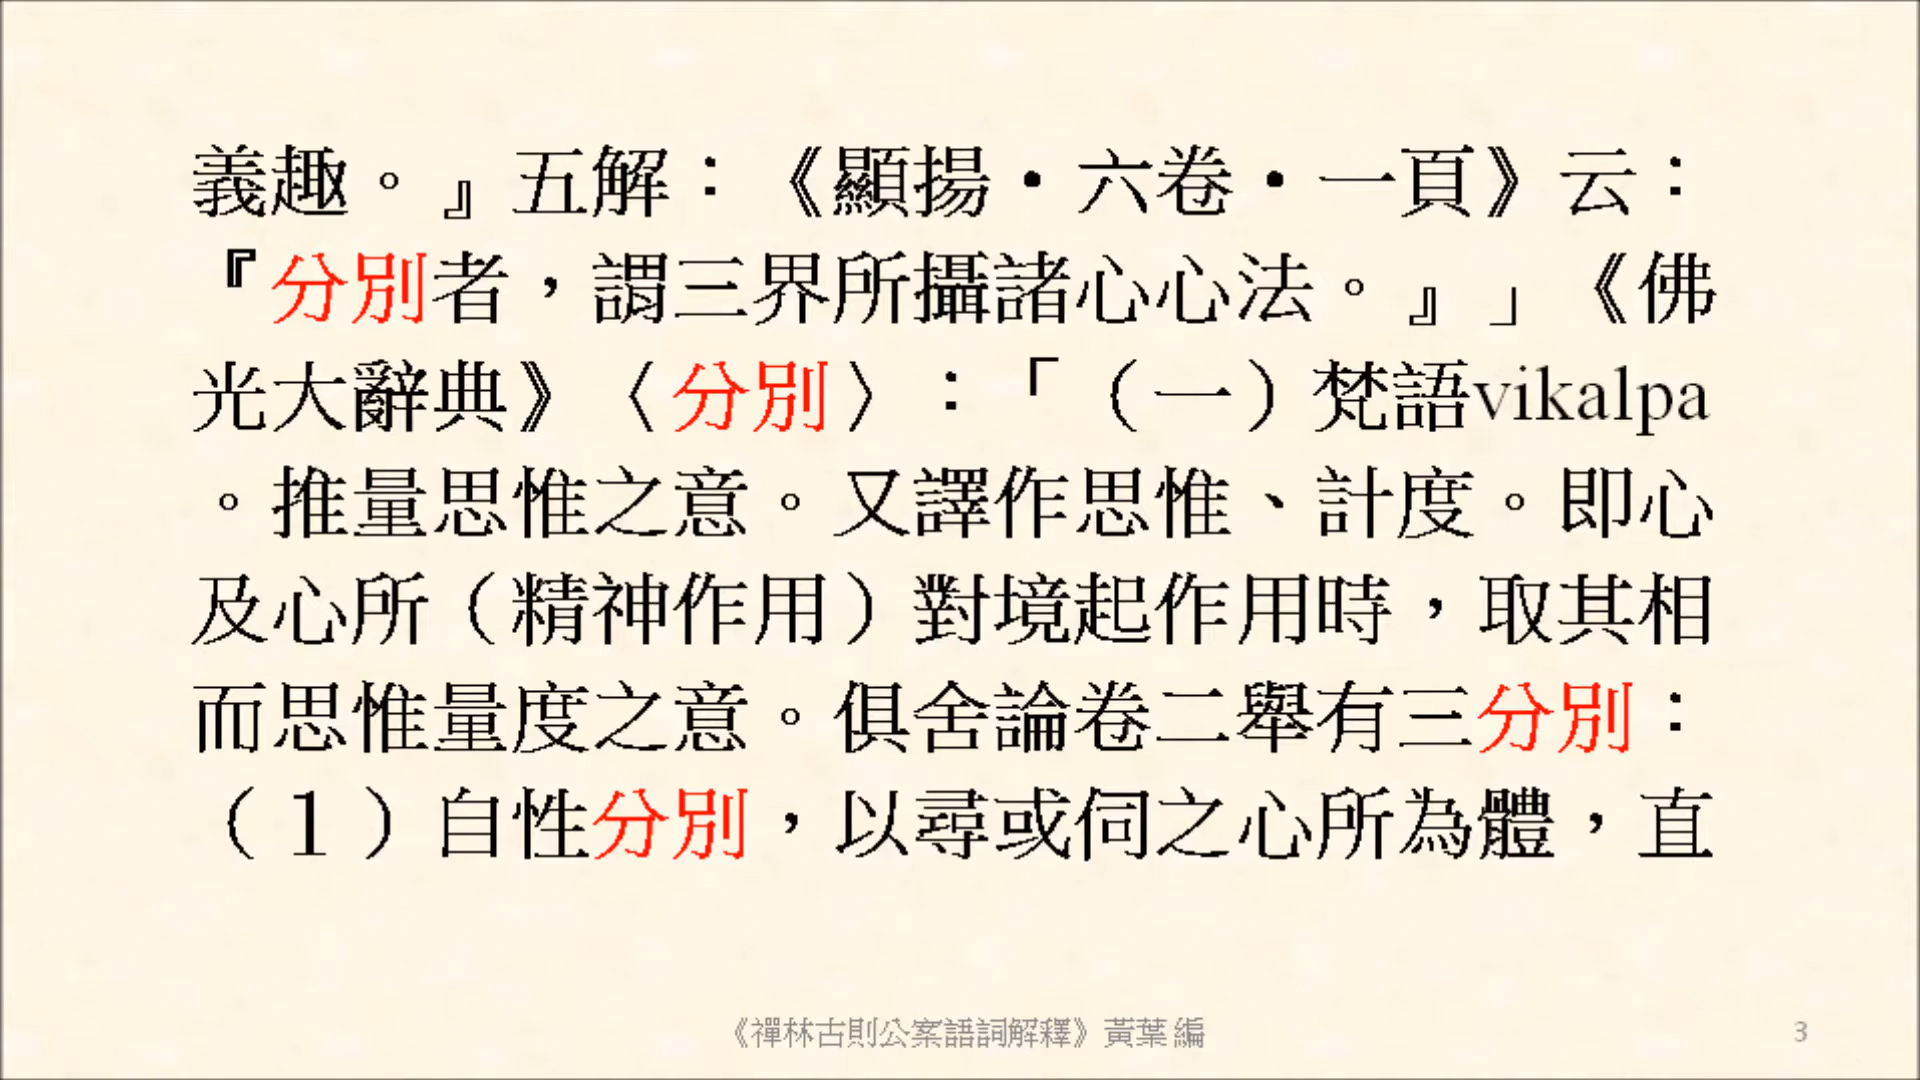 義趣。』五解：《顯揚•六卷•一頁》云：
『分別者，謂三界所攝諸心心法。』」《佛
光大辭典》〈分別〉：「（一）梵語vikalpa
。推量思惟之意。又譯作思惟、計度。即心
及心所（精神作用）對境起作用時，取其相
而思惟量度之意。俱舍論卷二舉有三分別：
（１）自性分別，以尋或伺之心所為體，直
《禪林古則公案語詞解釋》黃葉 編
3